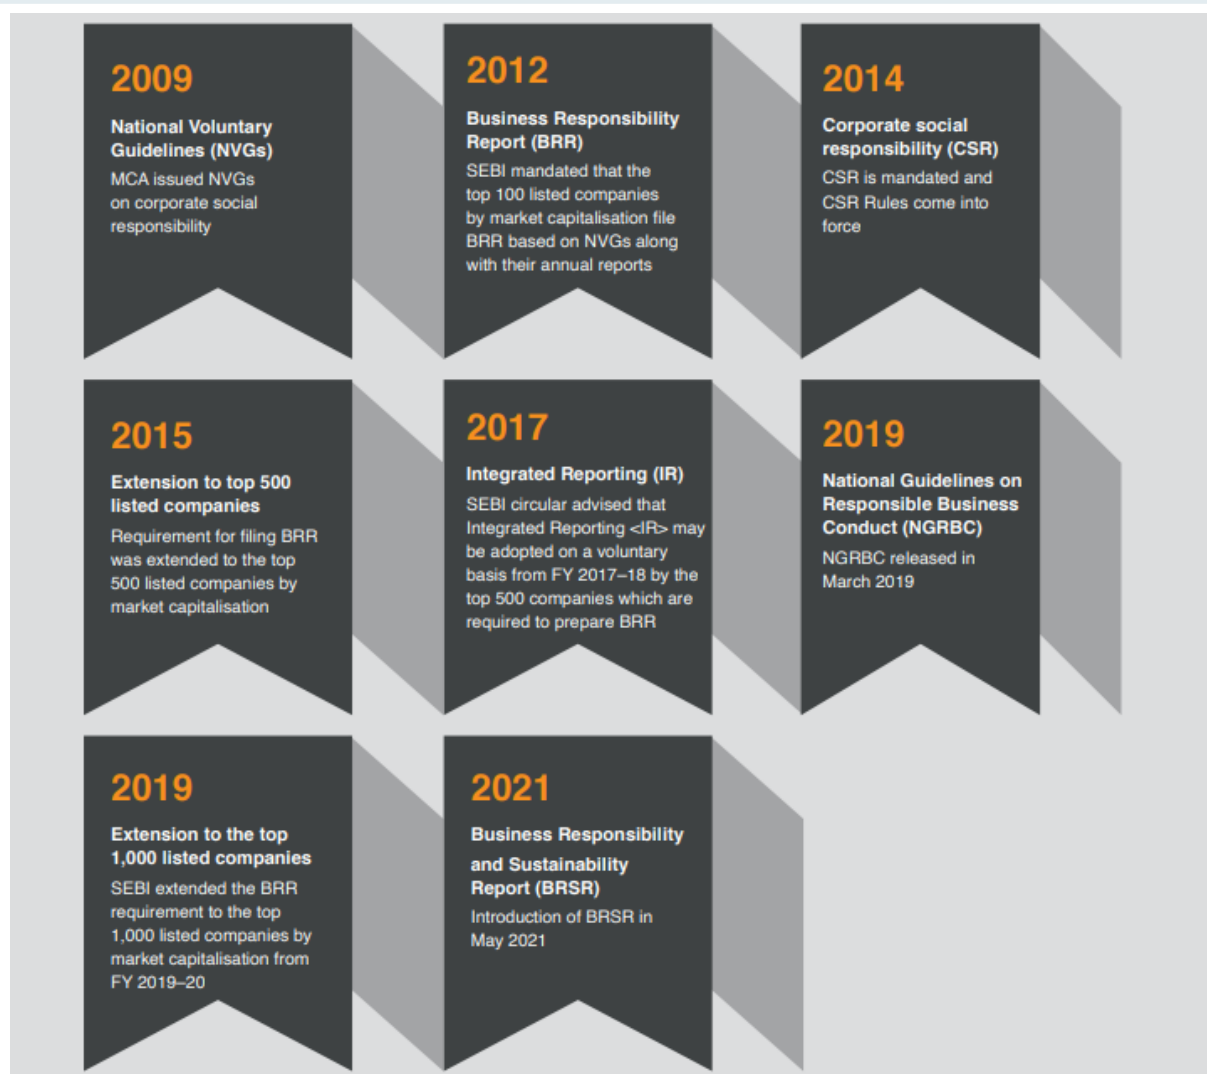 2009
National Voluntary
Guidelines (NVGs)
MCA issued NVGs
on corporate social
responsibility
2012
Business Responsibility
Report (BRR)
SEBI mandated that the
top 100 listed companies
by market capitalisation file
BRR based on NVGs along
with their annual reports
2014
Corporate social
responsibility (CSR)
CSR is mandated and
CSR Rules come into
force
2015
Extension to top 500
listed companies
Requirement for filing BRR
was extended to the top
500 listed companies by
market capitalisation
2017
Integrated Reporting (IR)
SEBI circular advised that
Integrated Reporting <IR> may
be adopted on a voluntary
basis from FY 2017–18 by the
top 500 companies which are
required to prepare BRR
2019
National Guidelines on
Responsible Business
Conduct (NGRBC)
NGRBC released in
March 2019
2019
Extension to the top
1,000 listed companies
SEBI extended the BRR
requirement to the top
1,000 listed companies by
market capitalisation from
FY 2019–20
2021
Business Responsibility
and Sustainability
Report (BRSR)
Introduction of BRSR in
May 2021